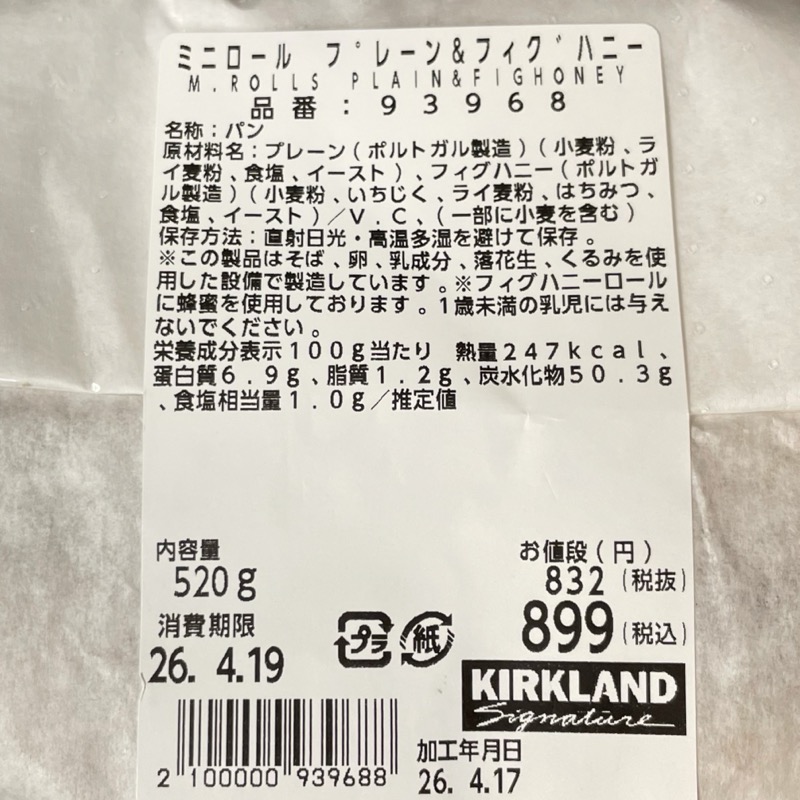 ミニロール プレーン&フィグハニー
M.ROLLS PLAIN&FIGHONEY
品番:93968
名称:パン
原材料名:プレーン(ポルトガル製造)(小麦粉、ラ
イ麦粉、食塩、イースト)、フィグハニー(ポルトガ
ル製造)(小麦粉、いちじく、ライ麦粉、はちみつ、
食塩、イースト)/V.C、(一部に小麦を含む)
保存方法:直射日光・高温多湿を避けて保存。
※この製品はそば、卵、乳成分、落花生、くるみを使
用した設備で製造しています。※フィグハニーロール
に蜂蜜を使用しております。1歳未満の乳児には与え
ないでください。
栄養成分表示100g当たり 熱量247kcal、
蛋白質6.9g、脂質1.2g、炭水化物50.3g
、食塩相当量1.0g/推定値
内容量
520g
お値段(円)
832(税抜)
899(税込)
消費期限
26. 4.19
プラ
紙
KIRKLAND
Signature
2 100000 939688
加工年月日
26. 4.17